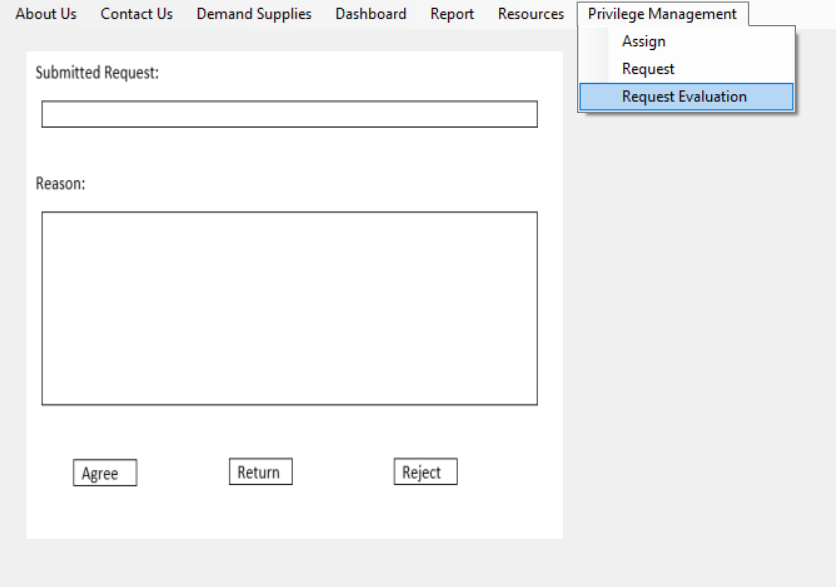 About Us Contact Us Demand Supplies Dashboard Report Resources Privilege Management
Assign
Request
Request Evaluation
Submitted Request:
Reason:
Agree Return Reject